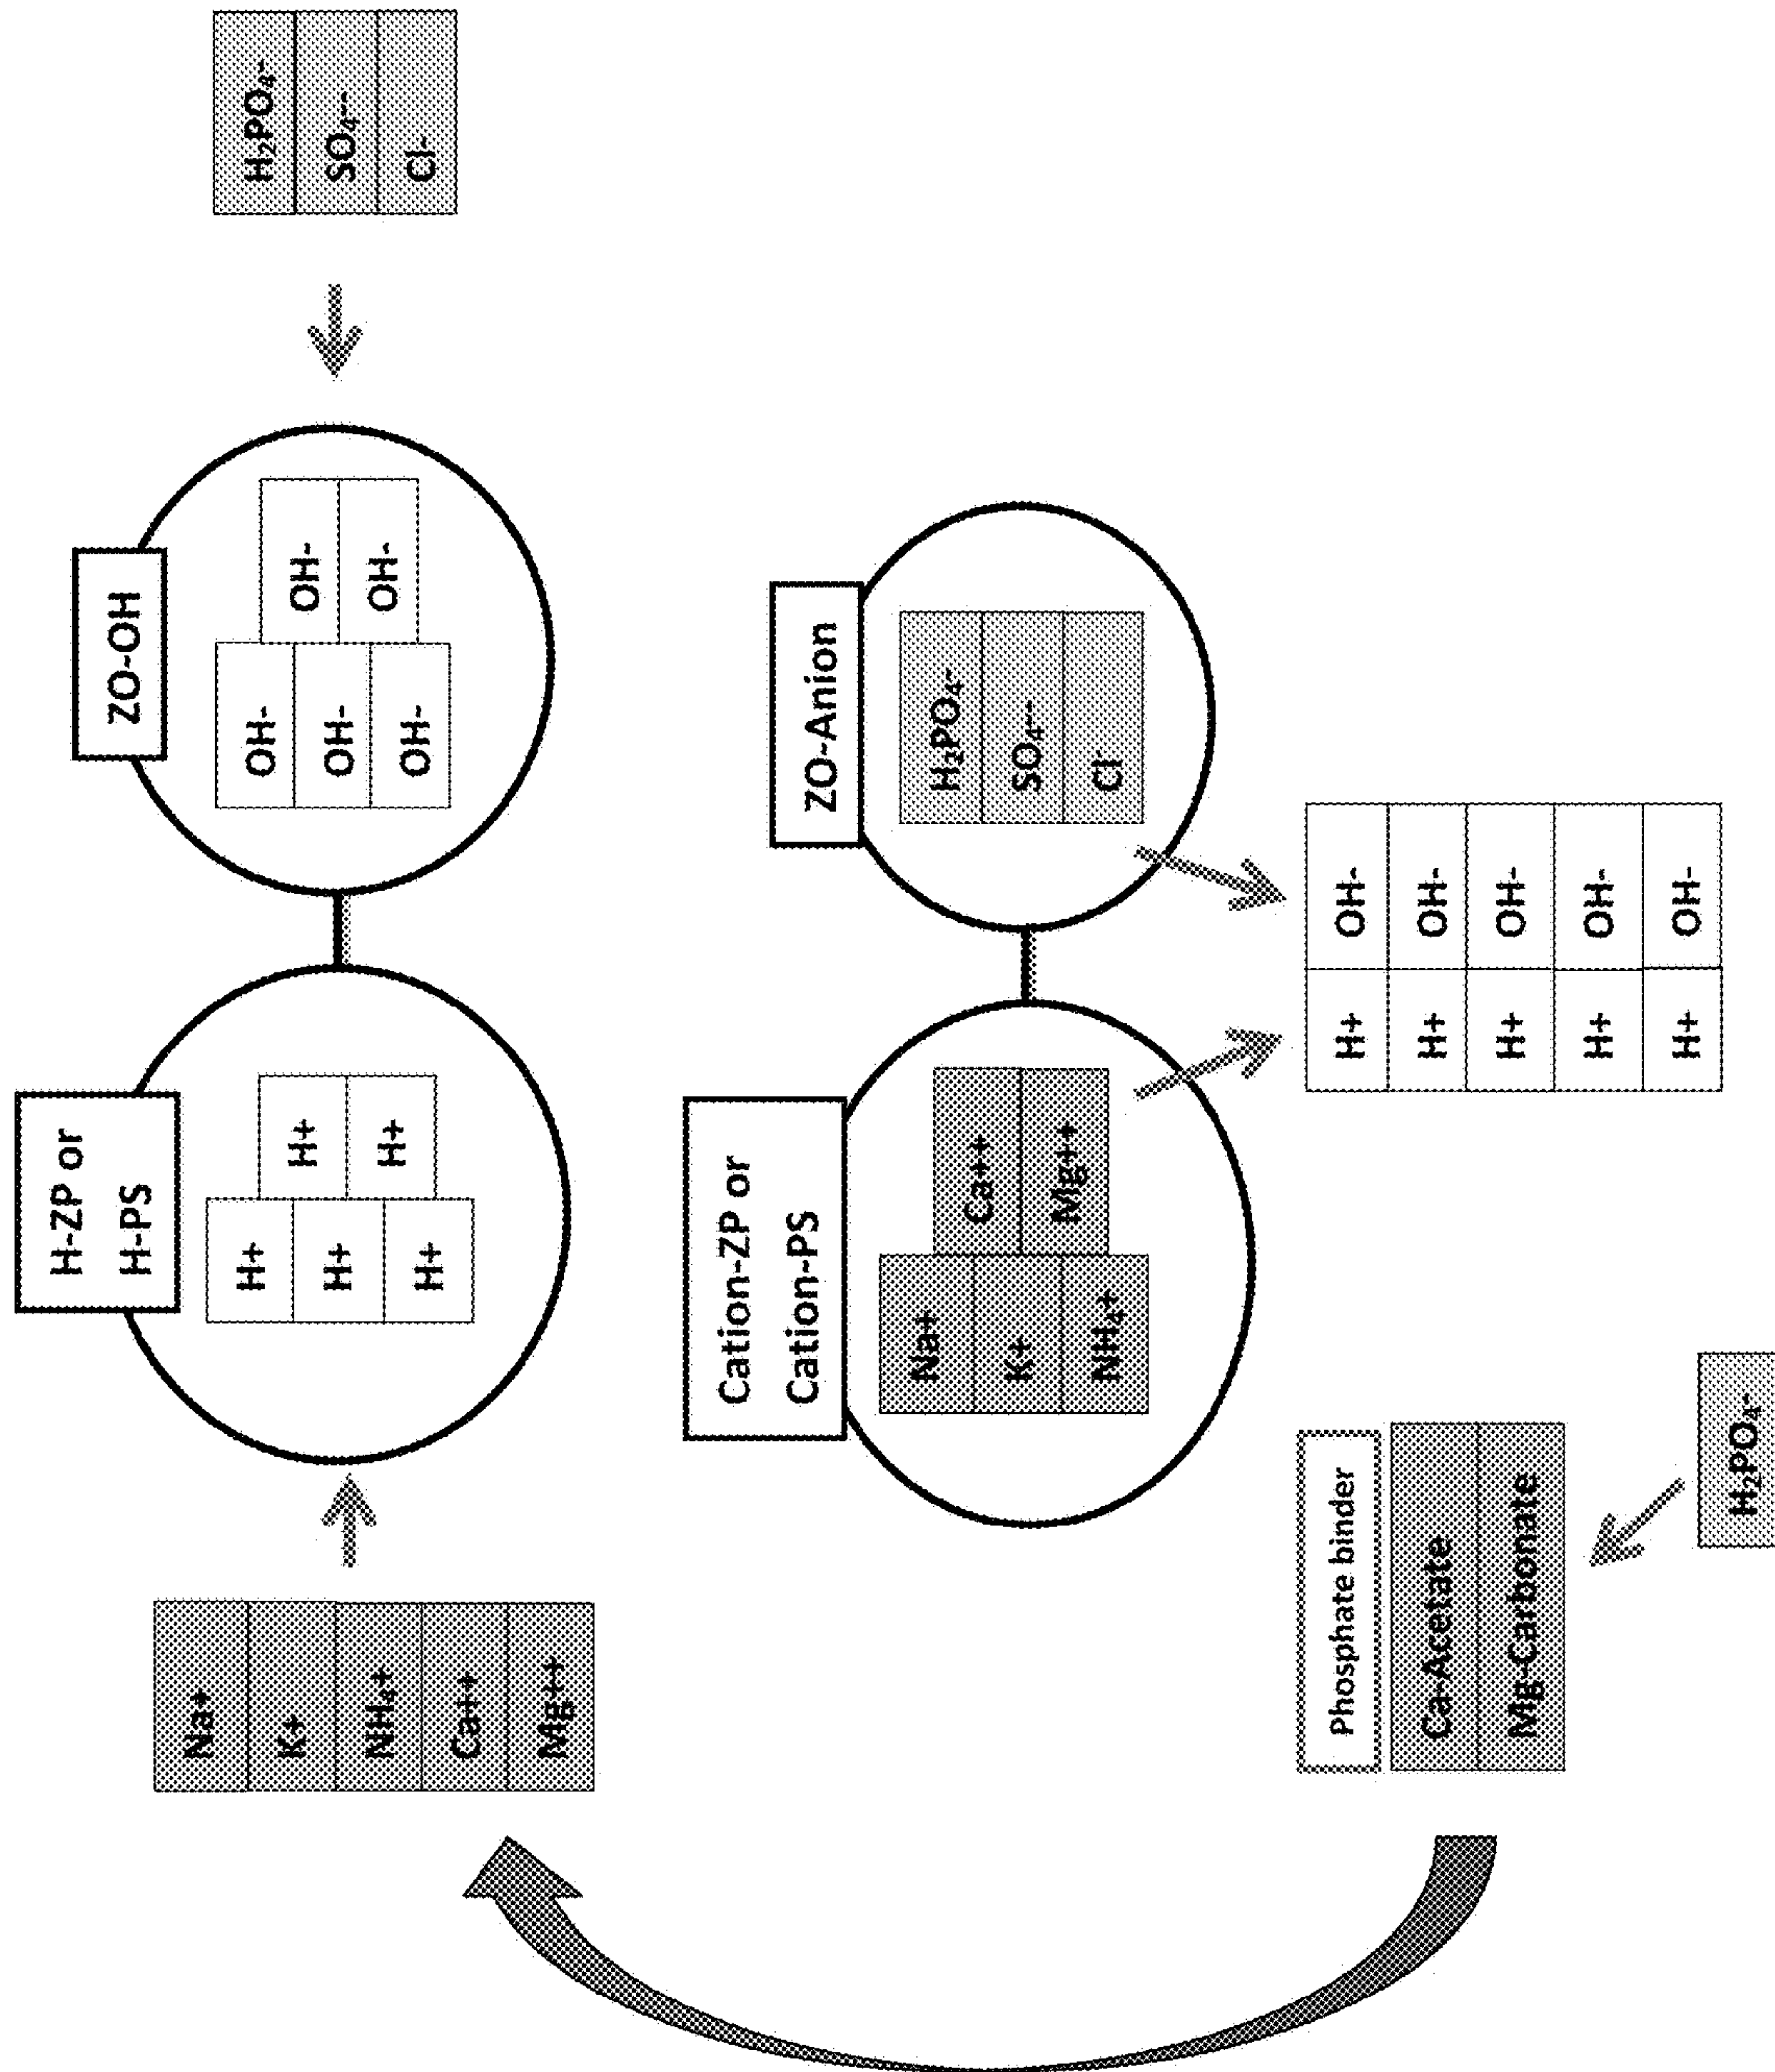 H-ZP or
H-PS
ZO-OH
Na+
K+
NH₄+
Ca++
Mg++
H+
H+
H+
H+
H+
OH-
OH-
OH-
OH-
OH-
H₂PO₄-
SO₄--
Cl-
Cation-ZP or
Cation-PS
ZO-Anion
Na+
K+
NH₄+
Ca++
Mg++
H₂PO₄-
SO₄--
Cl
Phosphate binder
Ca-Acetate
Mg-Carbonate
H₂PO₄-
H+ OH-
H+ OH-
H+ OH-
H+ OH-
H+ OH-